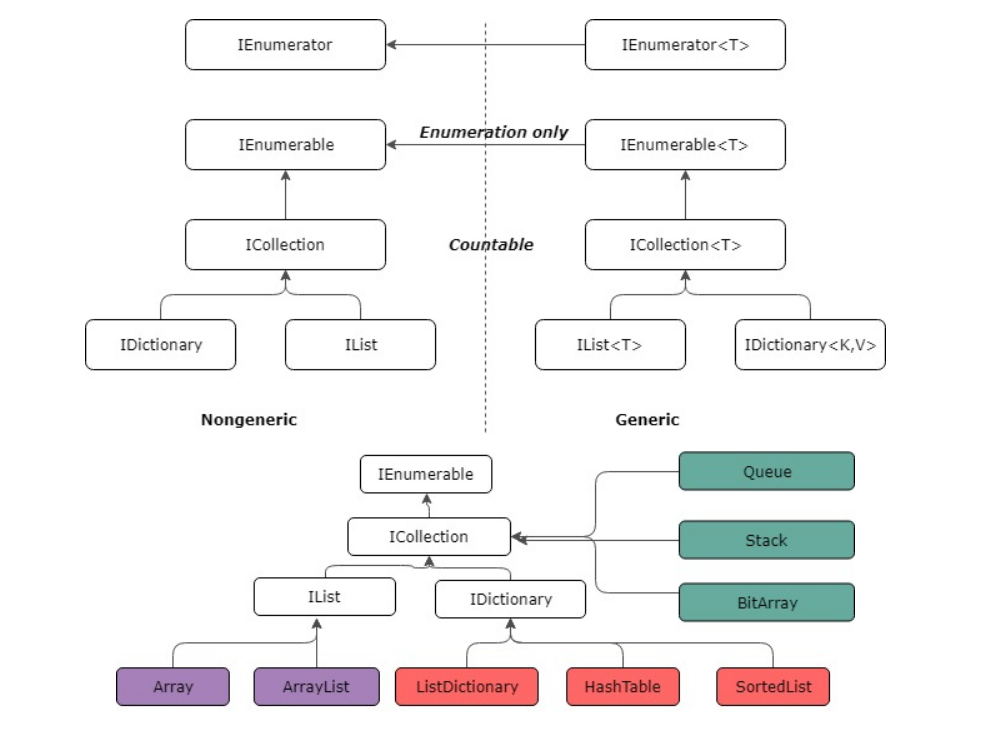 IEnumerator
IEnumerator<T>
Enumeration only
IEnumerable
IEnumerable<T>
ICollection
Countable
ICollection<T>
IDictionary
IList
IList<T>
IDictionary<K,V>
Nongeneric
Generic
IEnumerable
Queue
ICollection
Stack
IList
IDictionary
BitArray
Array
ArrayList
ListDictionary
HashTable
SortedList